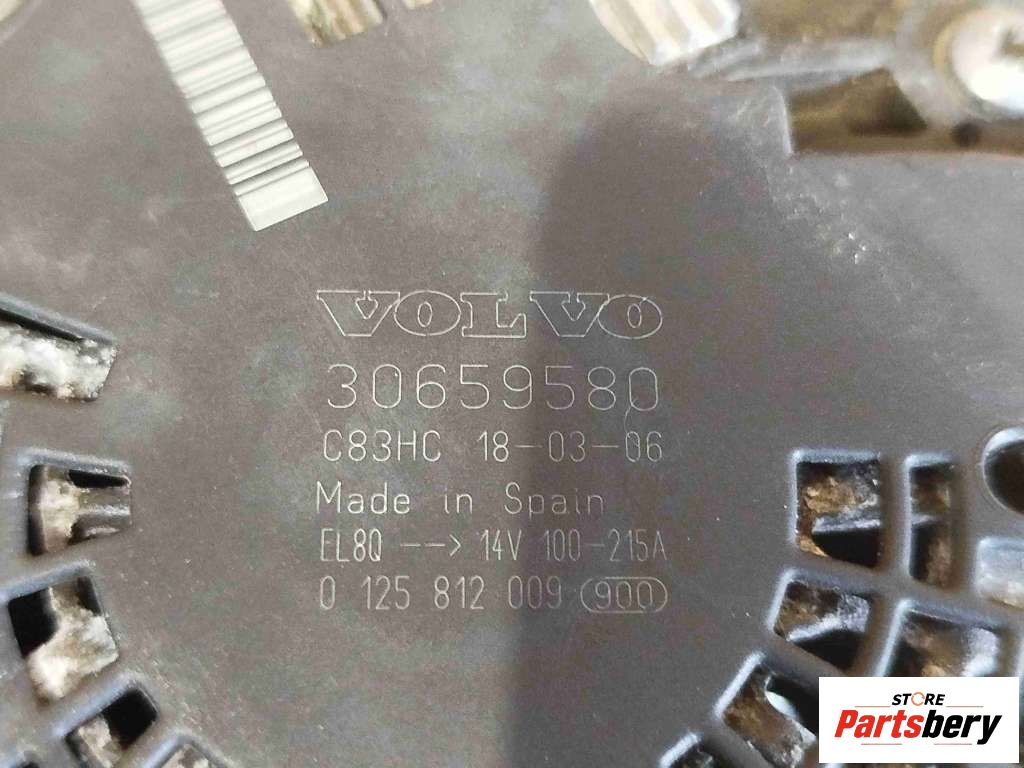 VOLVO
30659580
C83HC 18-03-06
Made in Spain
EL8Q --> 14V 100-215A
0 125 812 009 900
STORE
Partsbery